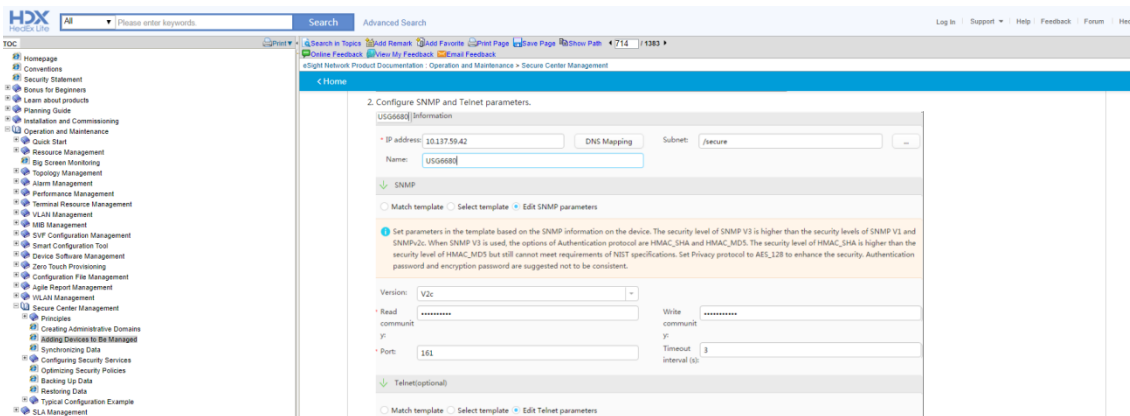 HDX
HedEx Lite
All
Please enter keywords.
Search
Advanced Search
Log In | Support | Help | Feedback | Forum | Hed
TOC
Print
Search in Topics Add Remark Add Favorite Print Page Save Page Show Path 714 / 1383
Online Feedback View My Feedback Email Feedback
eSight Network Product Documentation : Operation and Maintenance > Secure Center Management
< Home
Homepage
Conventions
Security Statement
Bonus for Beginners
Learn about products
Planning Guide
Installation and Commissioning
Operation and Maintenance
Quick Start
Resource Management
Big Screen Monitoring
Topology Management
Alarm Management
Performance Management
Terminal Resource Management
VLAN Management
MIB Management
SVF Configuration Management
Smart Configuration Tool
Device Software Management
Zero Touch Provisioning
Configuration File Management
Agile Report Management
WLAN Management
Secure Center Management
Principles
Creating Administrative Domains
Adding Devices to Be Managed
Synchronizing Data
Configuring Security Services
Optimizing Security Policies
Backing Up Data
Restoring Data
Typical Configuration Example
SLA Management
2. Configure SNMP and Telnet parameters.
USG6680 Information
* IP address: 10.137.59.42 DNS Mapping Subnet: /secure ...
Name: USG6680
SNMP
Match template Select template Edit SNMP parameters
Set parameters in the template based on the SNMP information on the device. The security level of SNMP V3 is higher than the security levels of SNMP V1 and
SNMPv2c. When SNMP V3 is used, the options of Authentication protocol are HMAC_SHA and HMAC_MD5. The security level of HMAC_SHA is higher than the
security level of HMAC_MD5 but still cannot meet requirements of NIST specifications. Set Privacy protocol to AES_128 to enhance the security. Authentication
password and encryption password are suggested not to be consistent.
Version: V2c
* Read
communit
y:
••••••••••
Write
communit
y:
•••••••••••
* Port: 161
Timeout
interval (s):
3
Telnet(optional)
Match template Select template Edit Telnet parameters